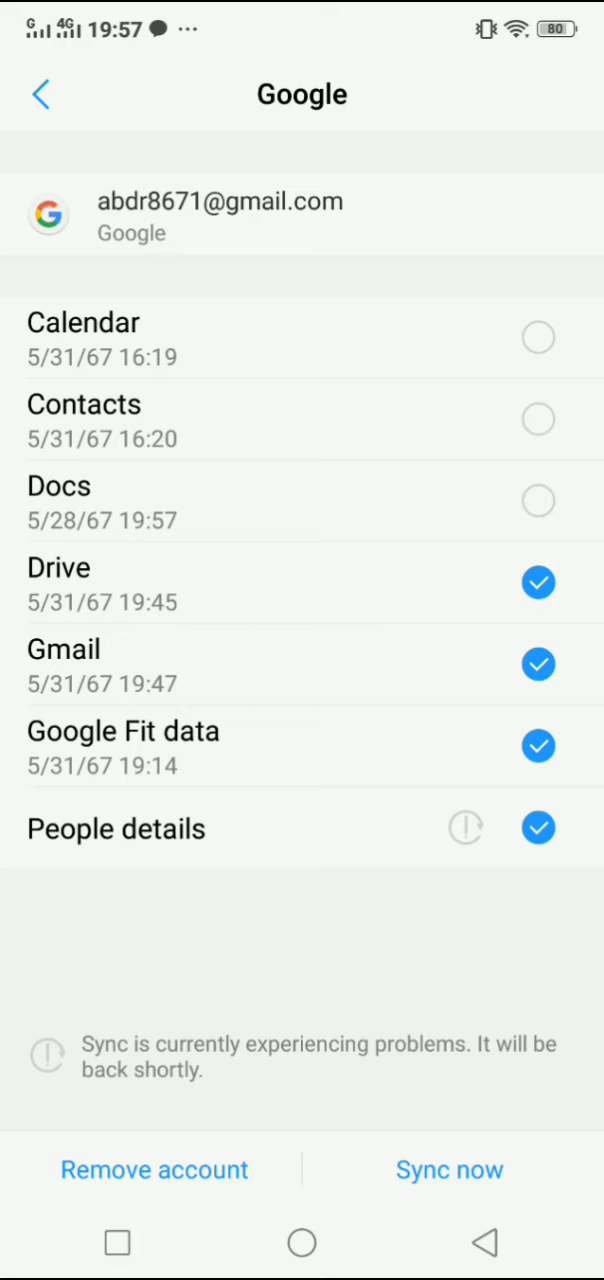 G 4G 19:57 80
Google
abdr8671@gmail.com
Google
Calendar
5/31/67 16:19
Contacts
5/31/67 16:20
Docs
5/28/67 19:57
Drive
5/31/67 19:45
Gmail
5/31/67 19:47
Google Fit data
5/31/67 19:14
People details
Sync is currently experiencing problems. It will be
back shortly.
Remove account Sync now